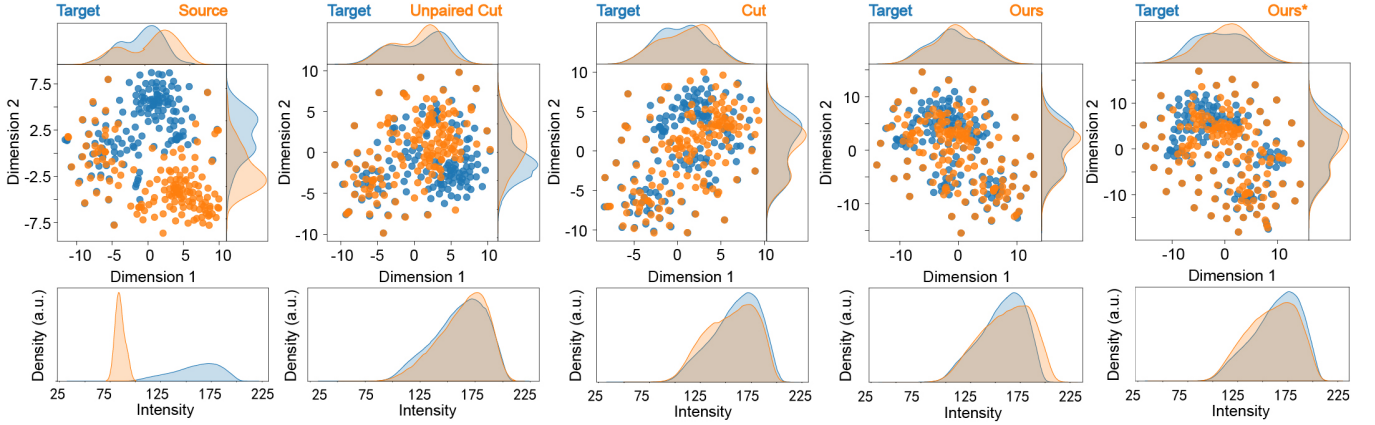 Target Source
7.5
2.5
-2.5
-7.5
Dimension 2
-10 -5 0 5 10
Dimension 1
Density (a.u.)
25 75 125 175 225
Intensity
Target Unpaired Cut
10
5
0
-5
-10
Dimension 2
-10 -5 0 5 10
Dimension 1
Density (a.u.)
25 75 125 175 225
Intensity
Target Cut
10
5
0
-5
-10
Dimension 2
-5 0 5 10
Dimension 1
Density (a.u.)
25 75 125 175 225
Intensity
Target Ours
10
0
-10
Dimension 2
-10 0 10
Dimension 1
Density (a.u.)
25 75 125 175 225
Intensity
Target Ours*
10
0
-10
Dimension 2
-10 0 10
Dimension 1
Density (a.u.)
25 75 125 175 225
Intensity